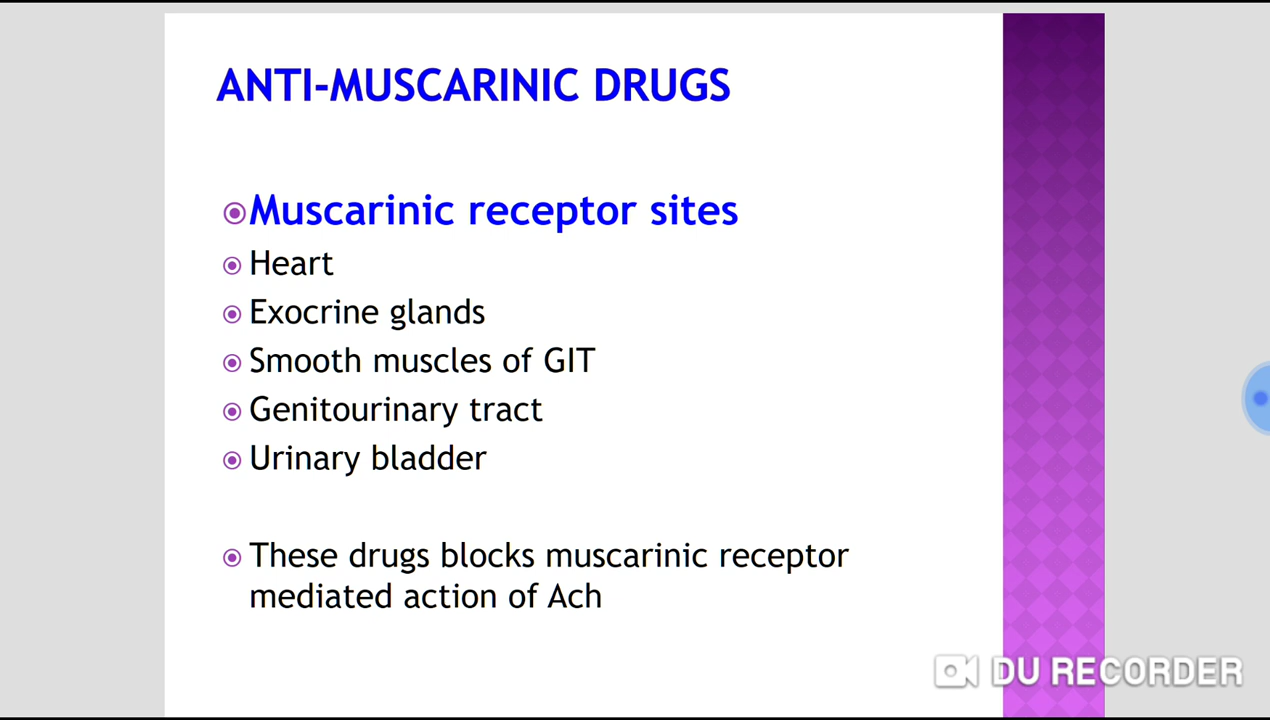 ANTI-MUSCARINIC DRUGS
Muscarinic receptor sites
Heart
Exocrine glands
Smooth muscles of GIT
Genitourinary tract
Urinary bladder
These drugs blocks muscarinic receptor
mediated action of Ach
DU RECORDER